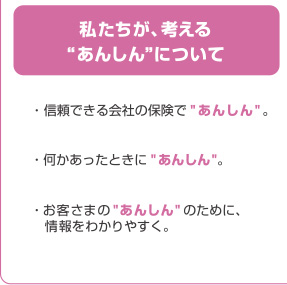 私たちが、考える
“あんしん”について
・信頼できる会社の保険で"あんしん"。
・何かあったときに"あんしん"。
・お客さまの"あんしん"のために、
情報をわかりやすく。